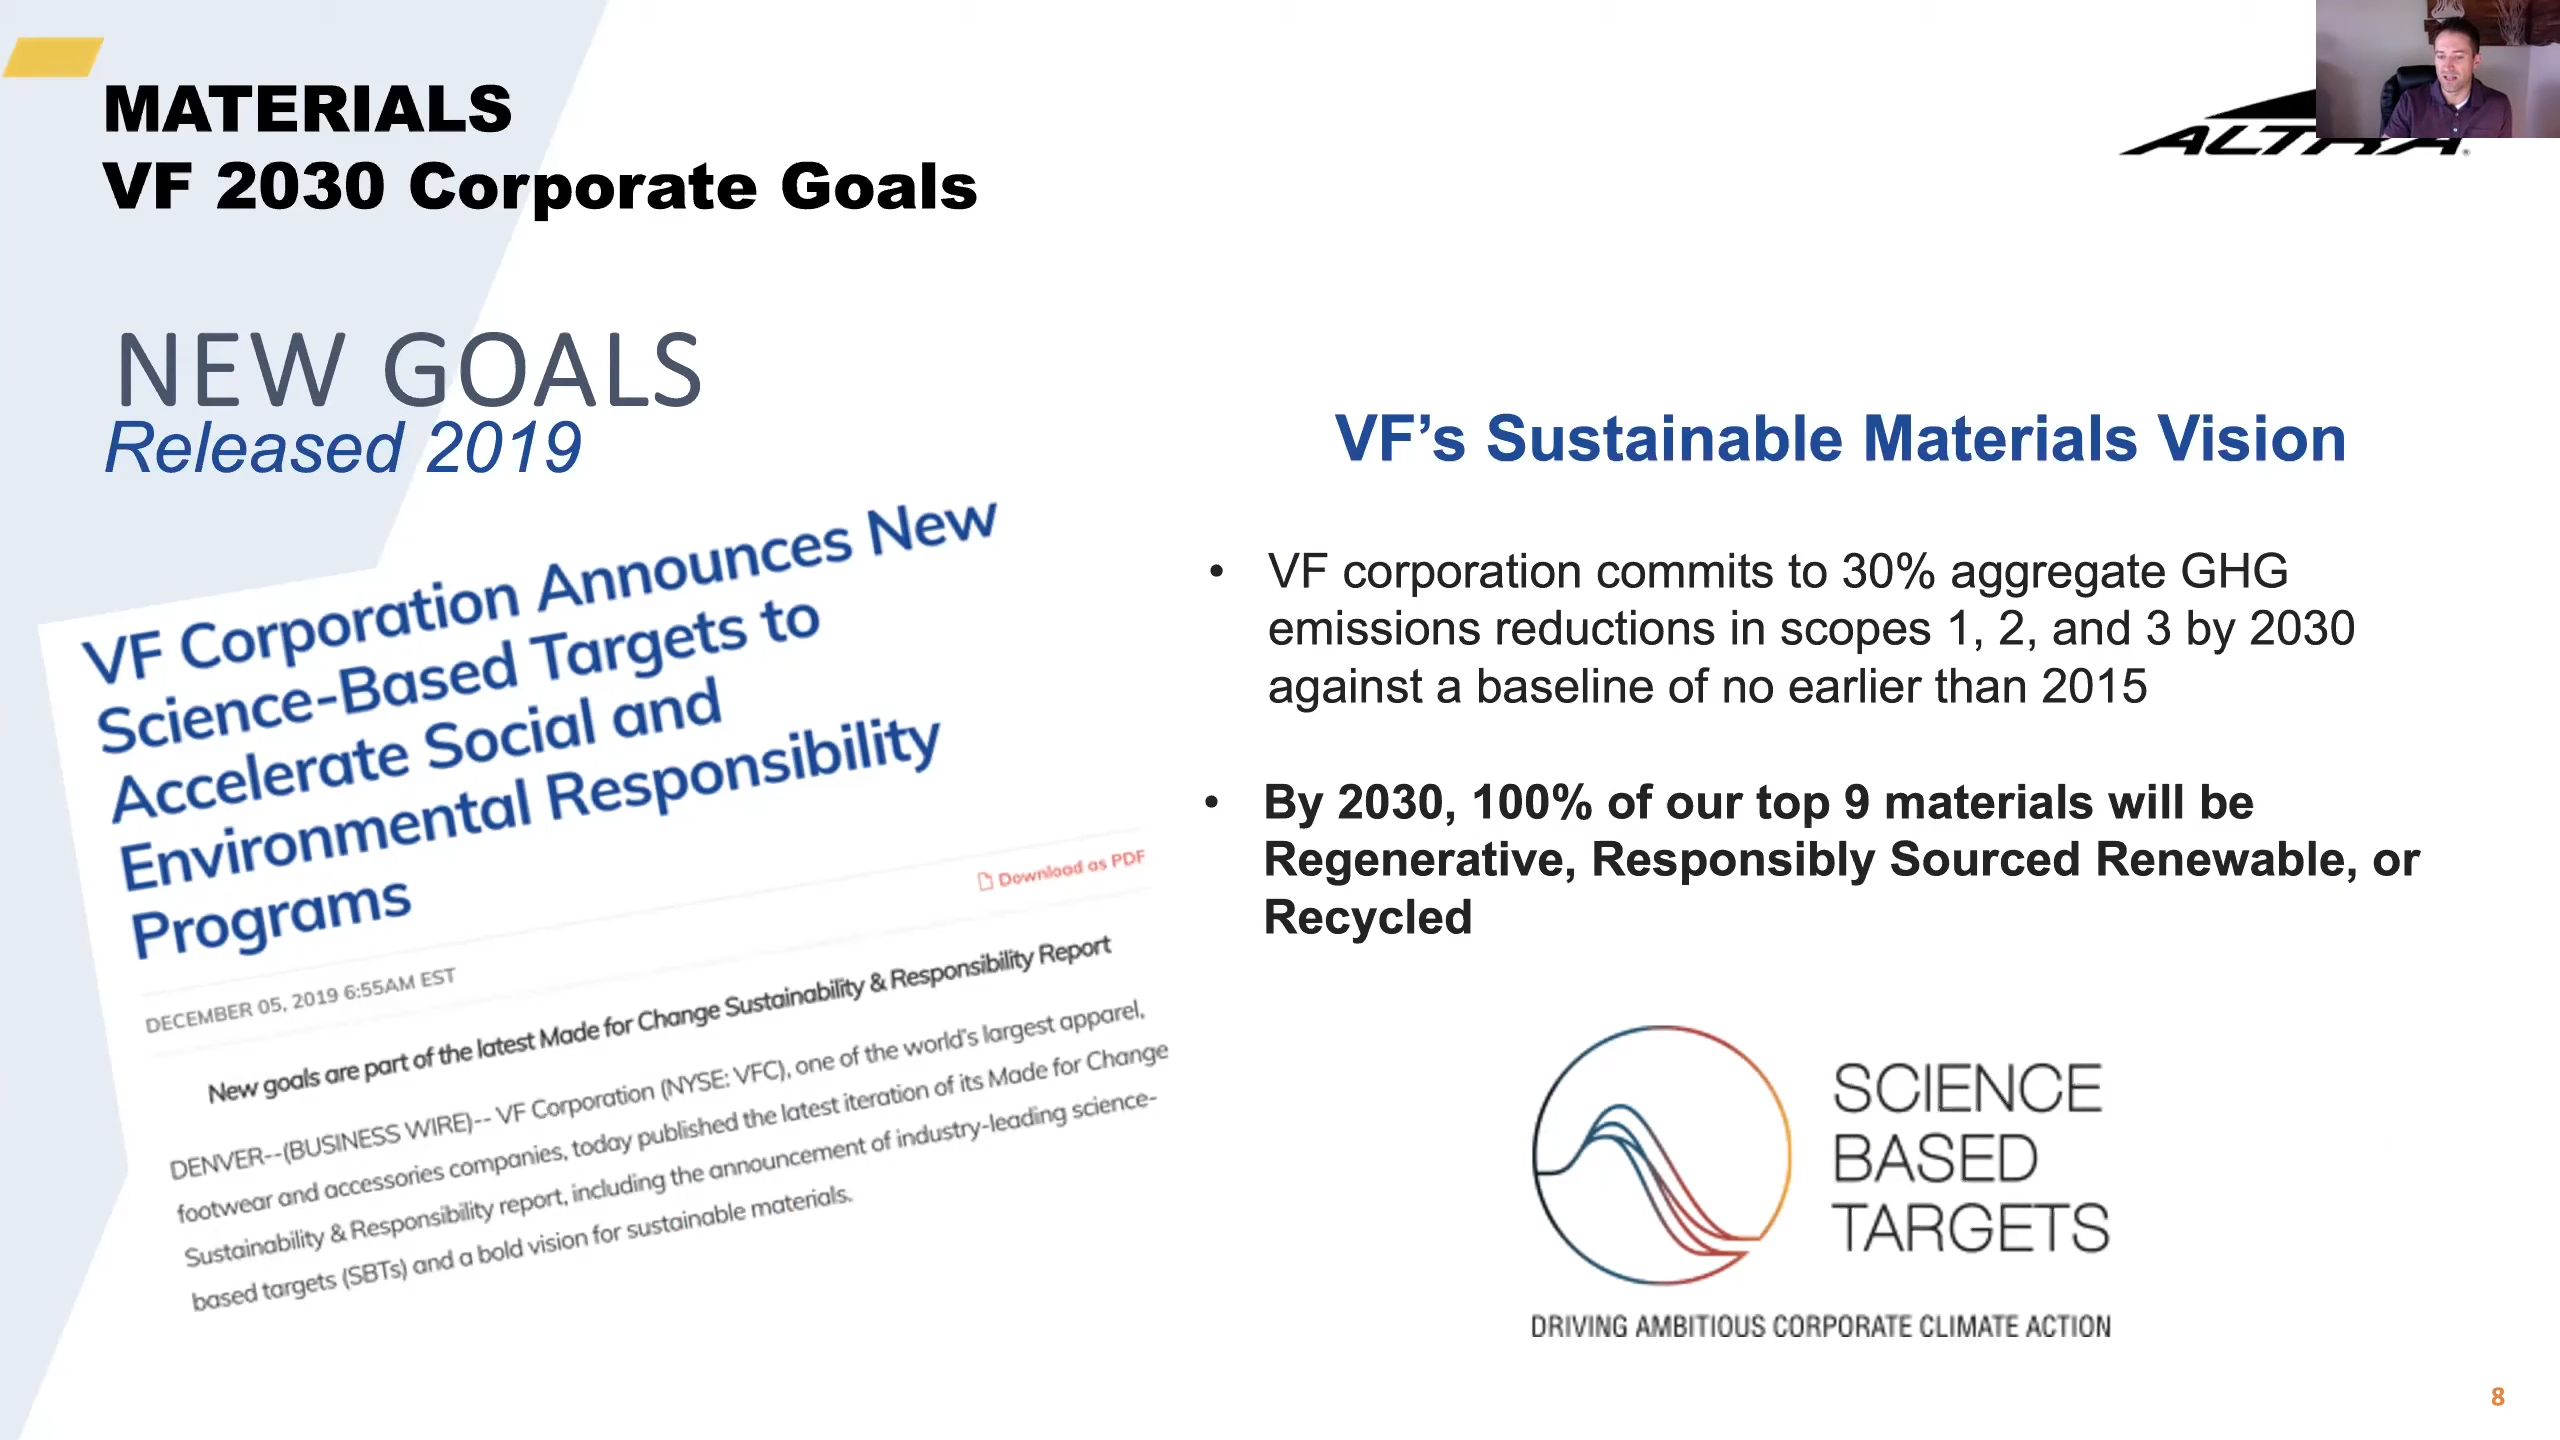 MATERIALS
VF 2030 Corporate Goals
ALTRA®
NEW GOALS
Released 2019
VF Corporation Announces New
Science-Based Targets to
Accelerate Social and
Environmental Responsibility
Programs
Download as PDF
DECEMBER 05, 2019 6:55AM EST
New goals are part of the latest Made for Change Sustainability & Responsibility Report
DENVER--(BUSINESS WIRE)-- VF Corporation (NYSE: VFC), one of the world's largest apparel,
footwear and accessories companies, today published the latest iteration of its Made for Change
Sustainability & Responsibility report, including the announcement of industry-leading science-
based targets (SBTs) and a bold vision for sustainable materials.
VF’s Sustainable Materials Vision
• VF corporation commits to 30% aggregate GHG
emissions reductions in scopes 1, 2, and 3 by 2030
against a baseline of no earlier than 2015
• By 2030, 100% of our top 9 materials will be
Regenerative, Responsibly Sourced Renewable, or
Recycled
SCIENCE
BASED
TARGETS
DRIVING AMBITIOUS CORPORATE CLIMATE ACTION
8